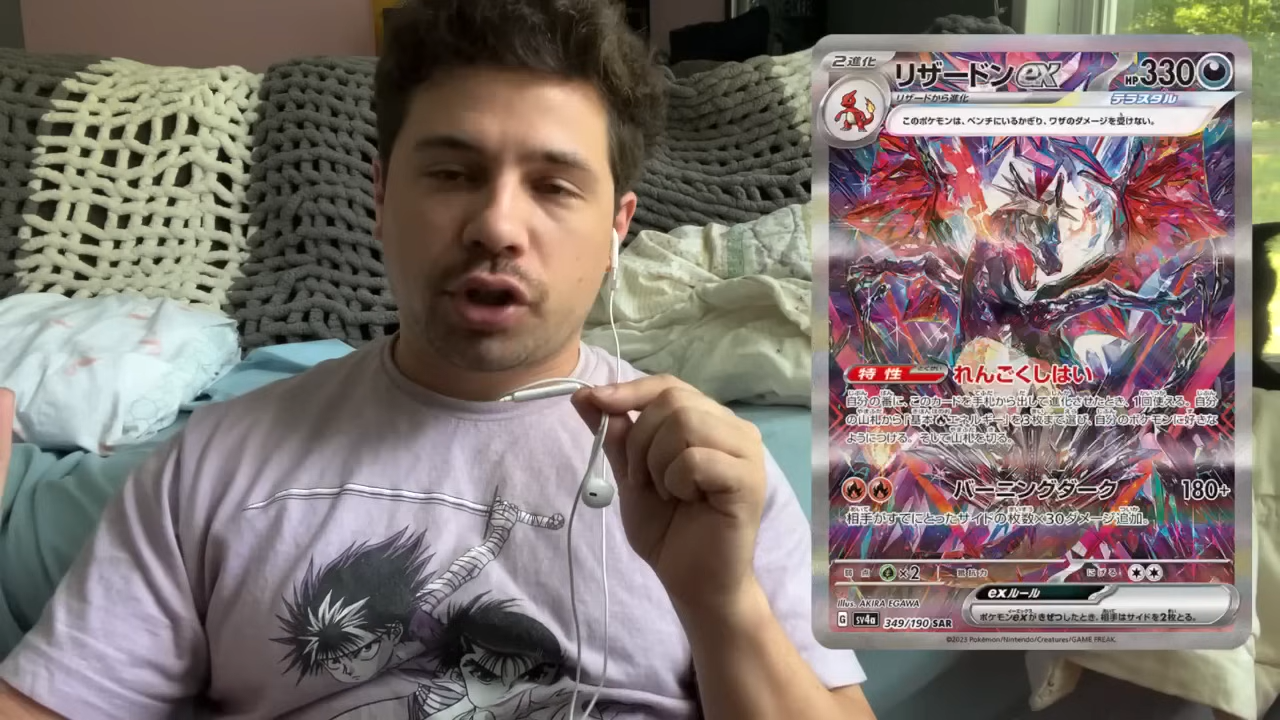 2進化
リザードンex
HP330
リザードから進化
テラスタル
このポケモンは、ベンチにいるかぎり、ワザのダメージを受けない。
特性 れんごくしはい
自分の番に、このカードを手札から出して進化させたとき、1回使える。自分
の山札から「基本エネルギー」を3枚まで選び、自分のポケモンに好きな
ようにつける。そして山札を切る。
バーニングダーク 180+
相手がすでにとったサイドの枚数×30ダメージ追加。
弱点 ×2 抵抗力 にげる
exルール
ポケモンexがきぜつしたとき、相手はサイドを2枚とる。
Illus. AKIRA EGAWA
G SV4a 349/190 SAR
©2023 Pokémon/Nintendo/Creatures/GAME FREAK.